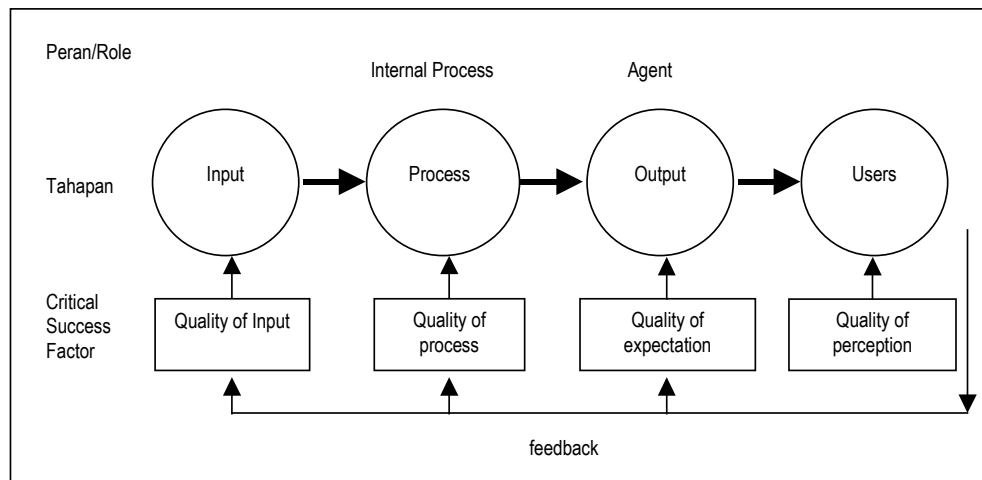 Peran/Role
Internal Process
Agent
Tahapan
Input
Process
Output
Users
Critical
Success
Factor
Quality of Input
Quality of
process
Quality of
expectation
Quality of
perception
feedback